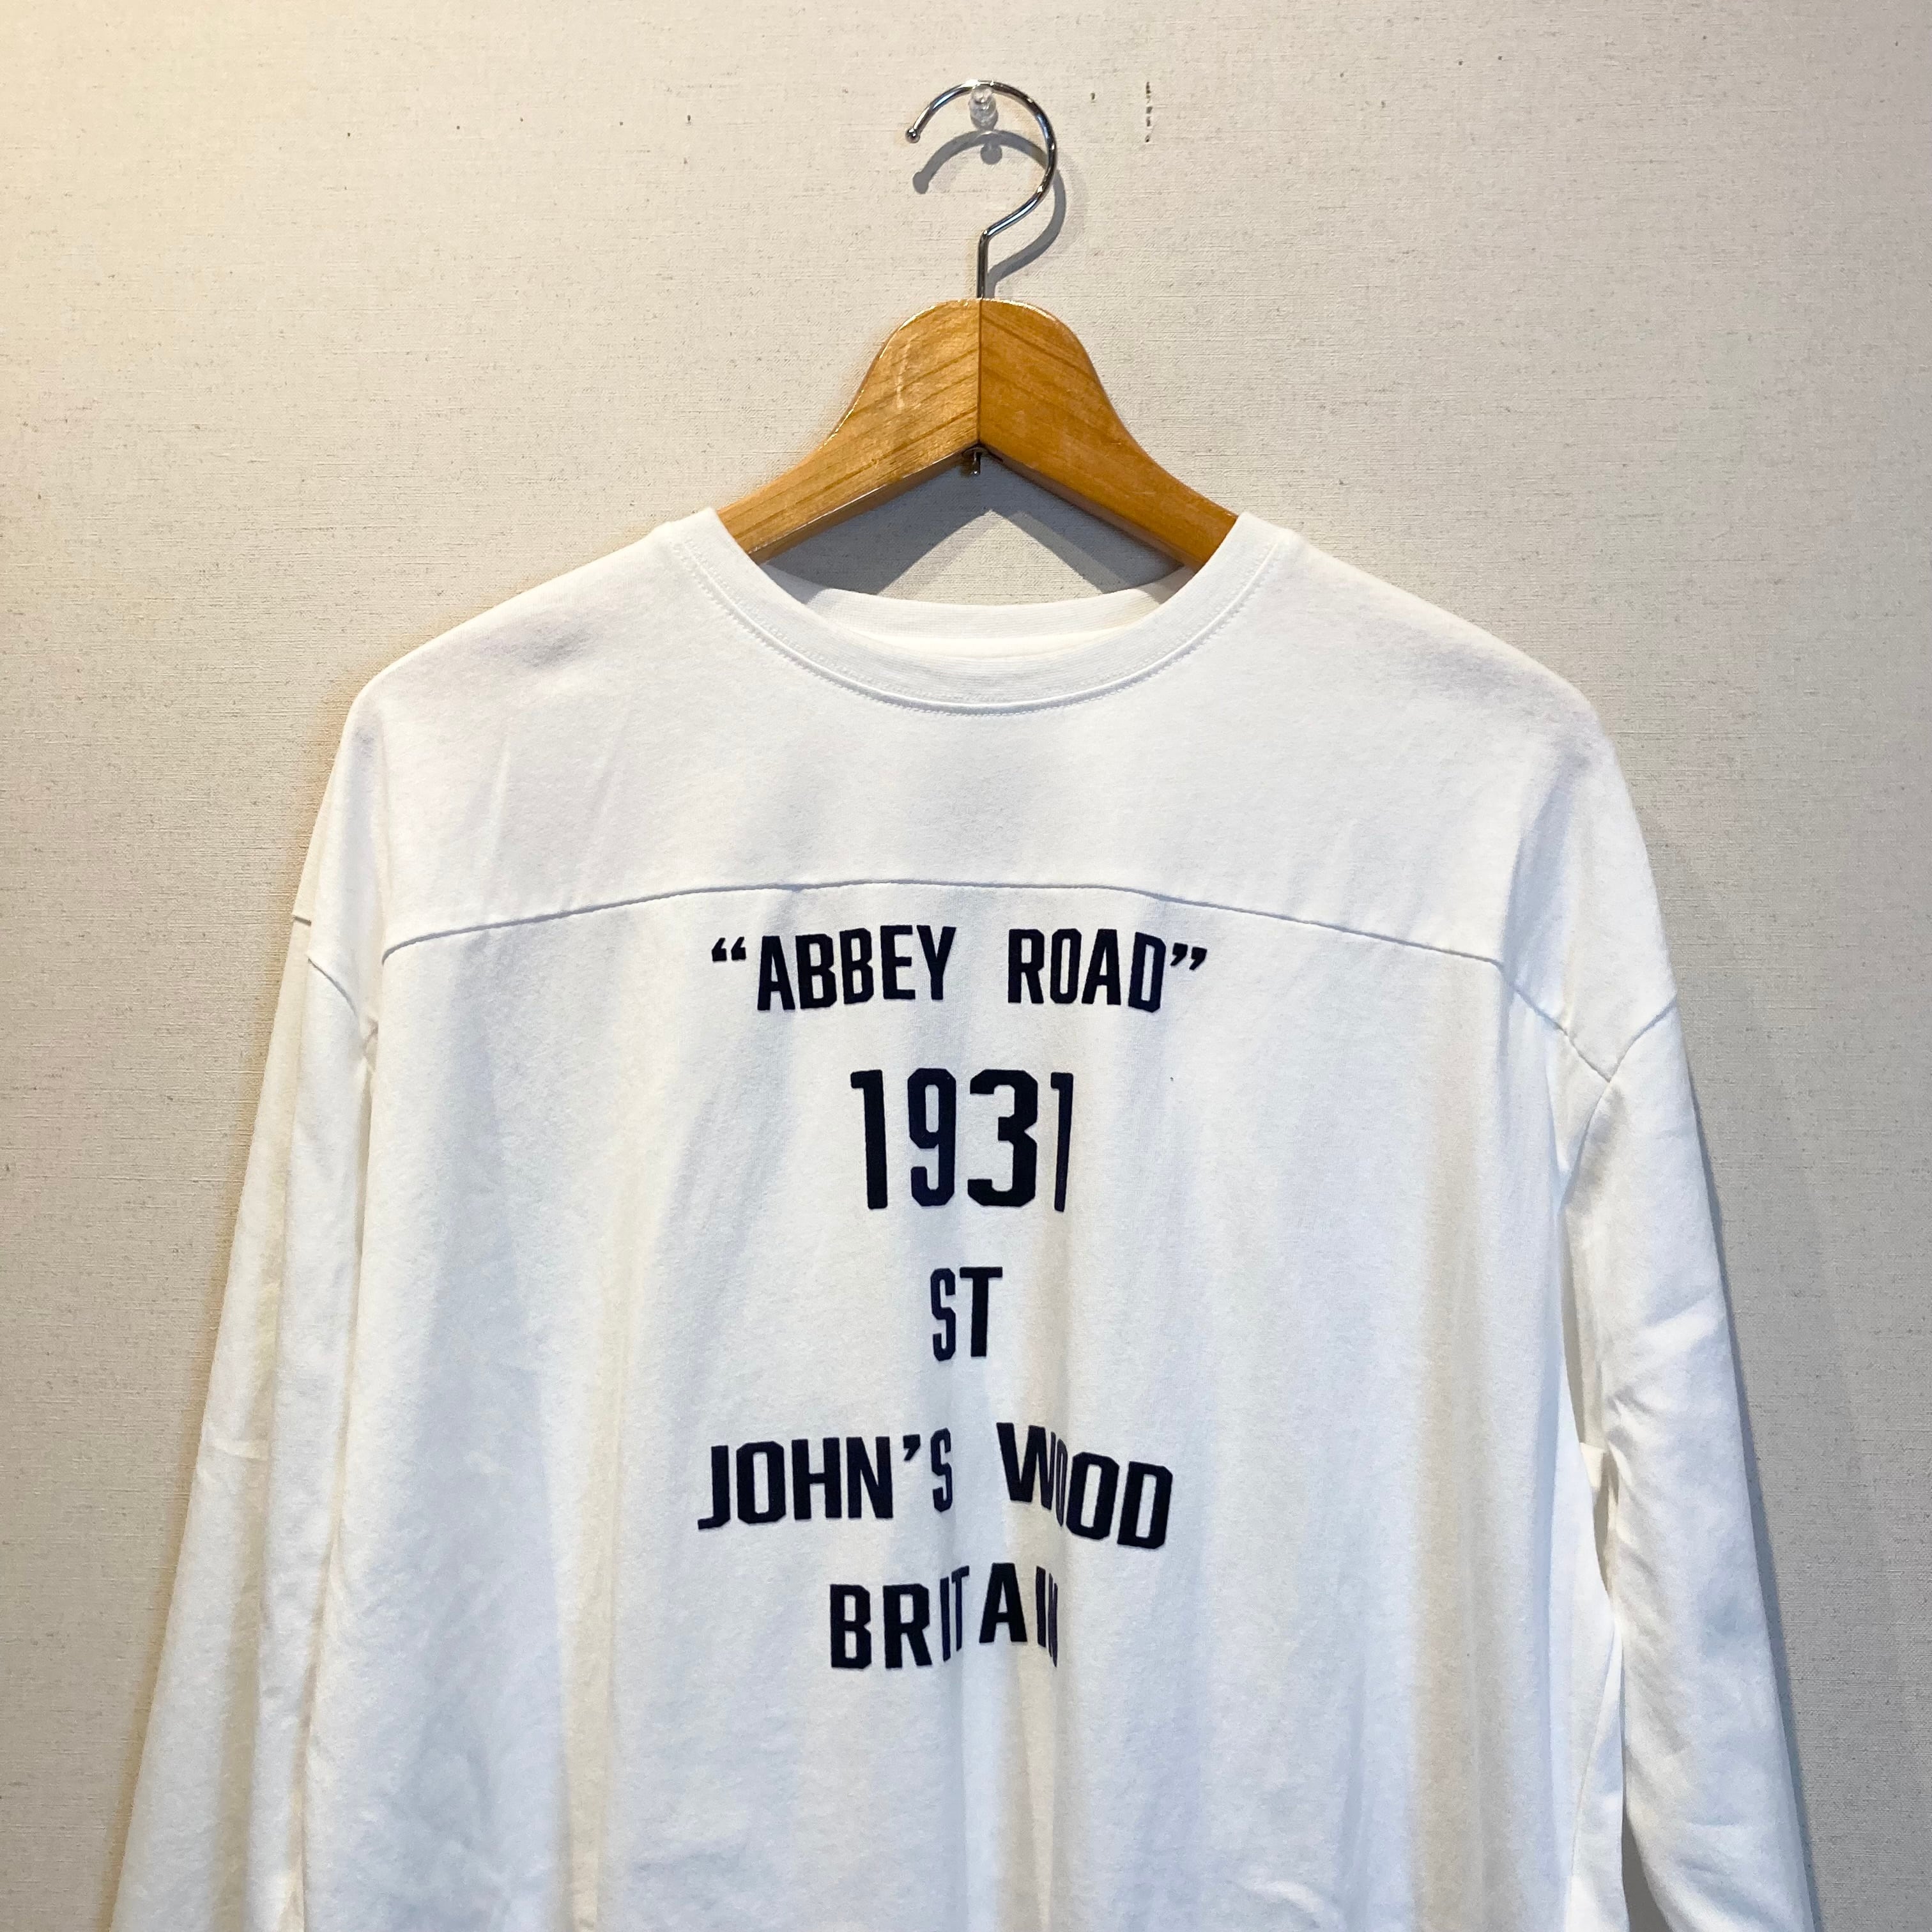 “ABBEY ROAD”
1931
ST
JOHN’S WOOD
BRITAIN